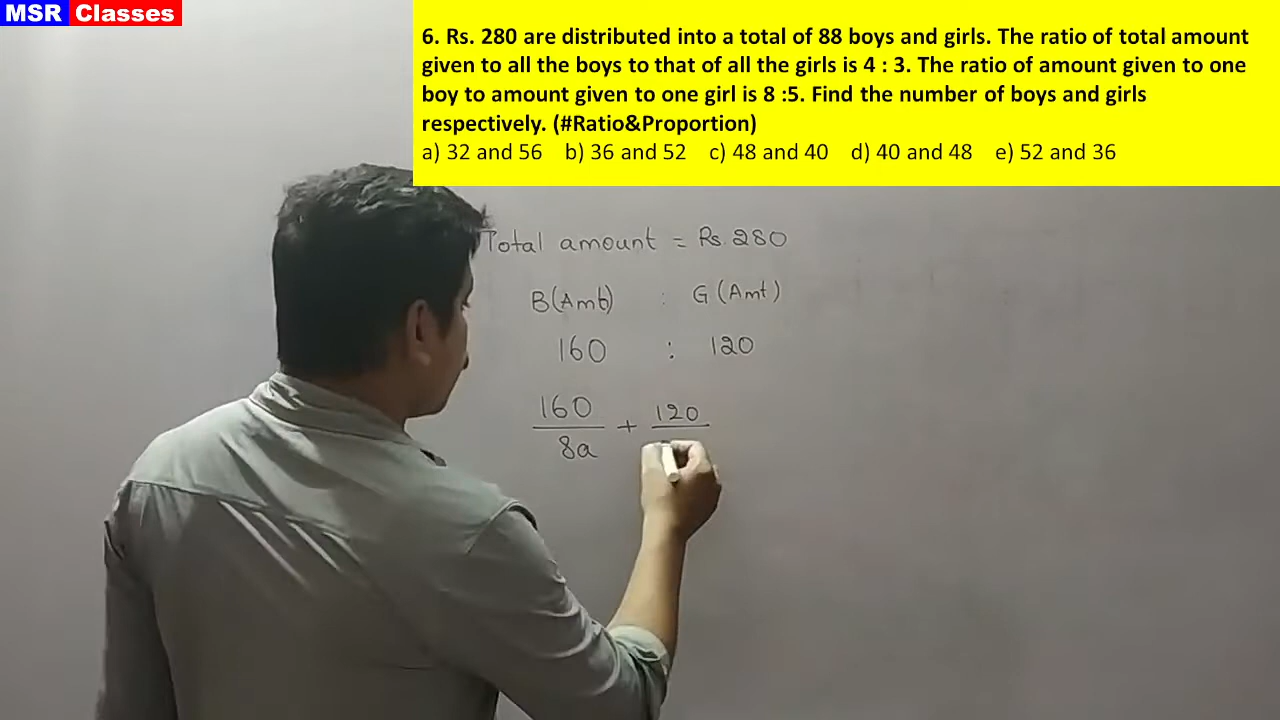 MSR Classes
6. Rs. 280 are distributed into a total of 88 boys and girls. The ratio of total amount
given to all the boys to that of all the girls is 4 : 3. The ratio of amount given to one
boy to amount given to one girl is 8 :5. Find the number of boys and girls
respectively. (#Ratio&Proportion)
a) 32 and 56 b) 36 and 52 c) 48 and 40 d) 40 and 48 e) 52 and 36
Total amount = Rs. 280
B(Amt) : G (Amt)
160 : 120
160 + 120
8a